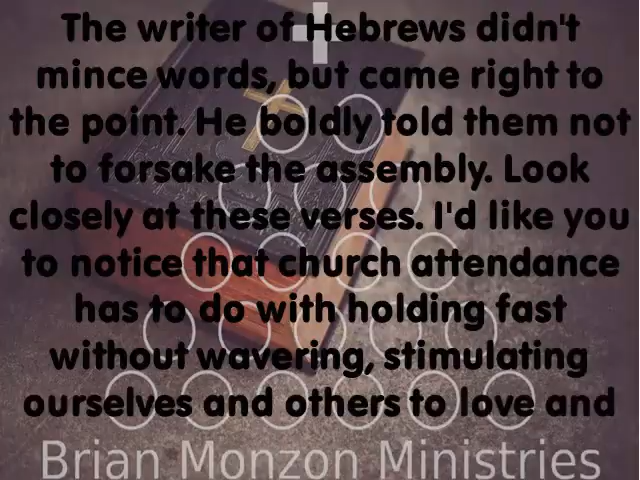 The writer of Hebrews didn't
mince words, but came right to
the point. He boldly told them not
to forsake the assembly. Look
closely at these verses. I'd like you
to notice that church attendance
has to do with holding fast
without wavering, stimulating
ourselves and others to love and
Brian Monzon Ministries